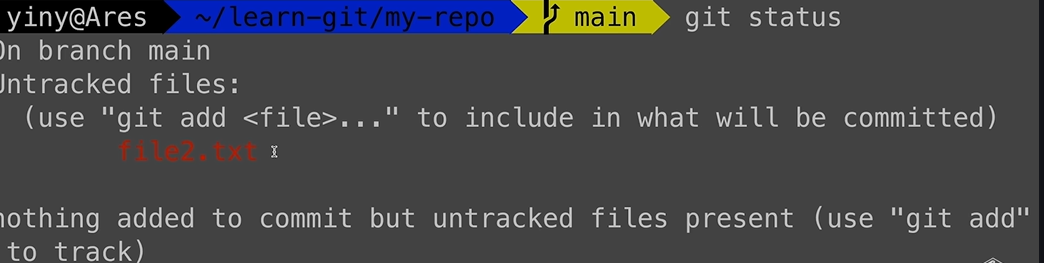 yiny@Ares ~/learn-git/my-repo main git status
On branch main
Untracked files:
(use "git add <file>..." to include in what will be committed)
file2.txt
nothing added to commit but untracked files present (use "git add"
to track)